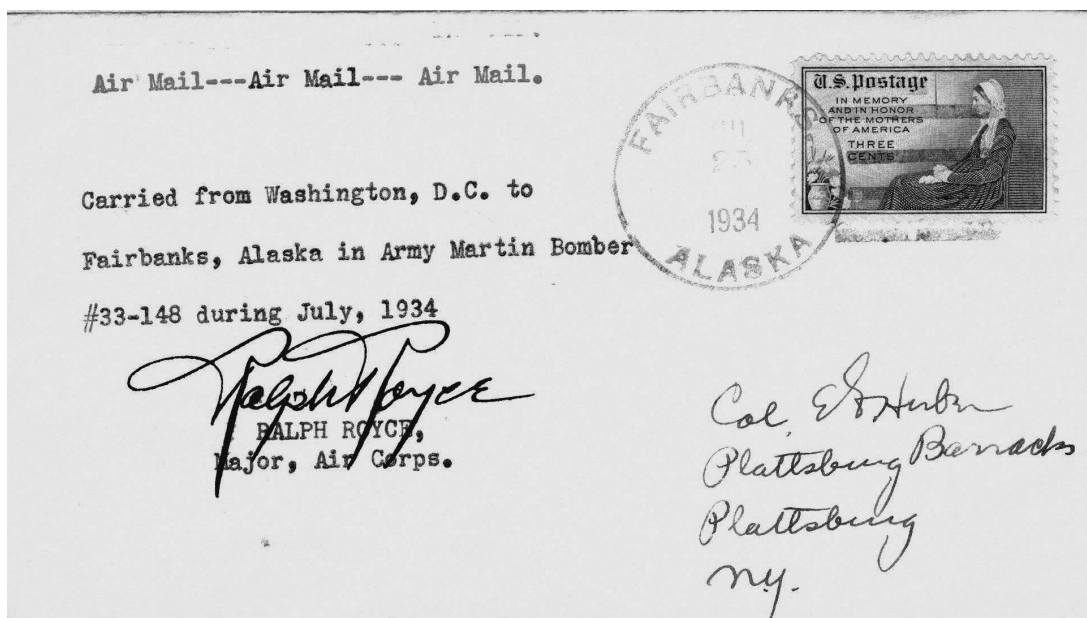 Air Mail---Air Mail--- Air Mail.
U.S. Postage
IN MEMORY
AND IN HONOR
OF THE MOTHERS
OF AMERICA
THREE
CENTS
FAIRBANKS
1934
ALASKA
Carried from Washington, D.C. to
Fairbanks, Alaska in Army Martin Bomber
#33-148 during July, 1934
Ralph Royce
RALPH ROYCE,
Major, Air Corps.
Col.
Plattsburg Barracks
Plattsburg
N.Y.